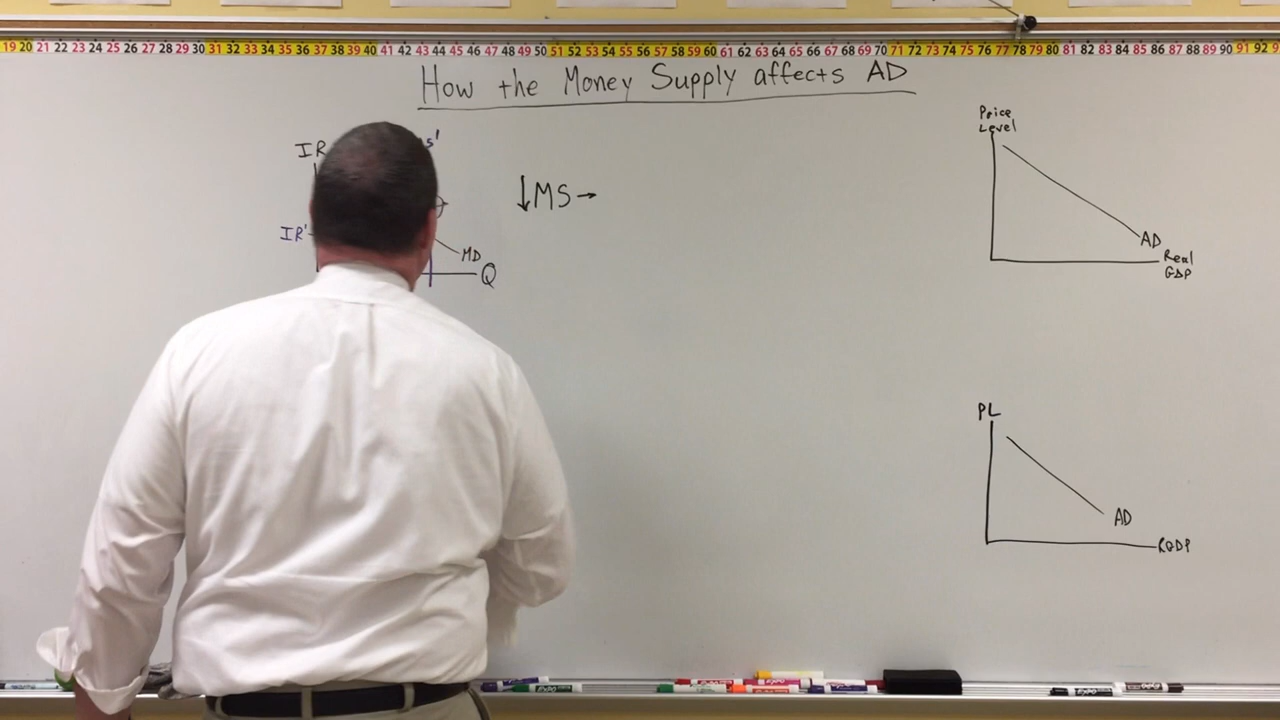 19 20 21 22 23 24 25 26 27 28 29 30 31 32 33 34 35 36 37 38 39 40 41 42 43 44 45 46 47 48 49 50 51 52 53 54 55 56 57 58 59 60 61 62 63 64 65 66 67 68 69 70 71 72 73 74 75 76 77 78 79 80 81 82 83 84 85 86 87 88 89 90 91 92
How the Money Supply affects AD
IR
s'
↓MS→
IR'
MD
Q
Price
Level
AD
Real
GDP
PL
AD
RGDP